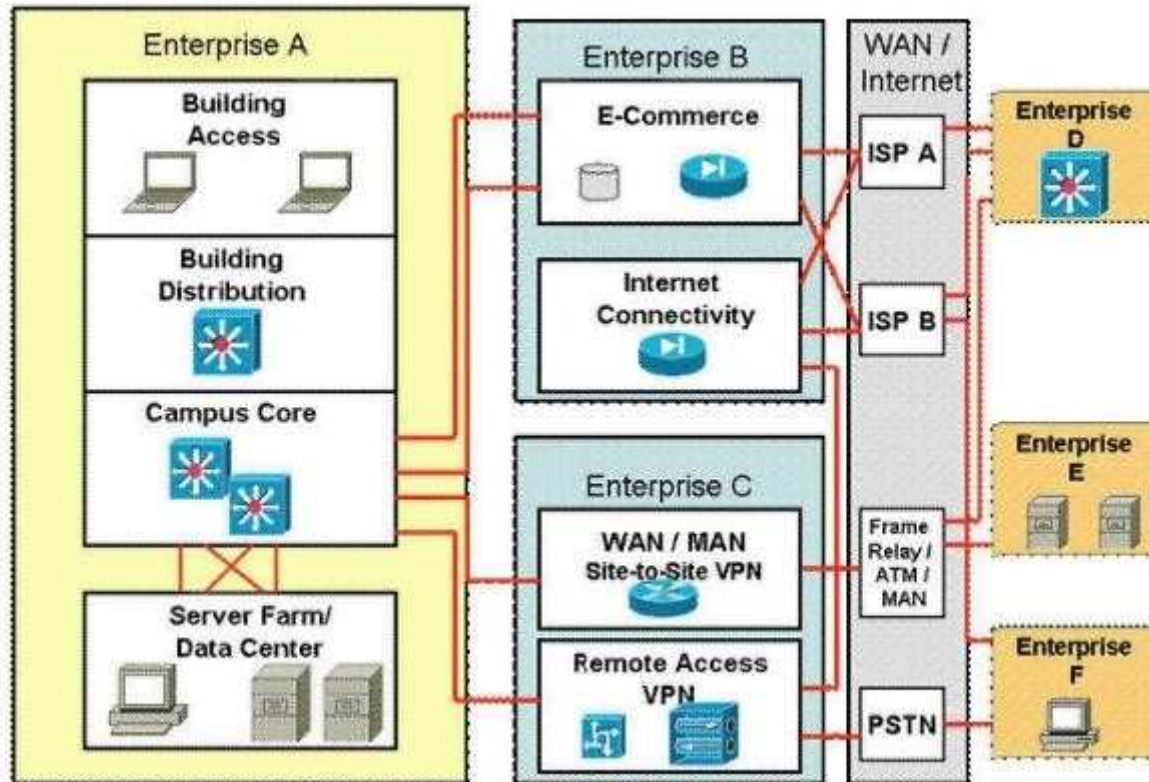 Enterprise A
Building
Access
Building
Distribution
Campus Core
Server Farm/
Data Center
Enterprise B
E-Commerce
Internet
Connectivity
Enterprise C
WAN / MAN
Site-to-Site VPN
Remote Access
VPN
WAN /
Internet
ISP A
ISP B
Frame
Relay /
ATM /
MAN
PSTN
Enterprise
D
Enterprise
E
Enterprise
F